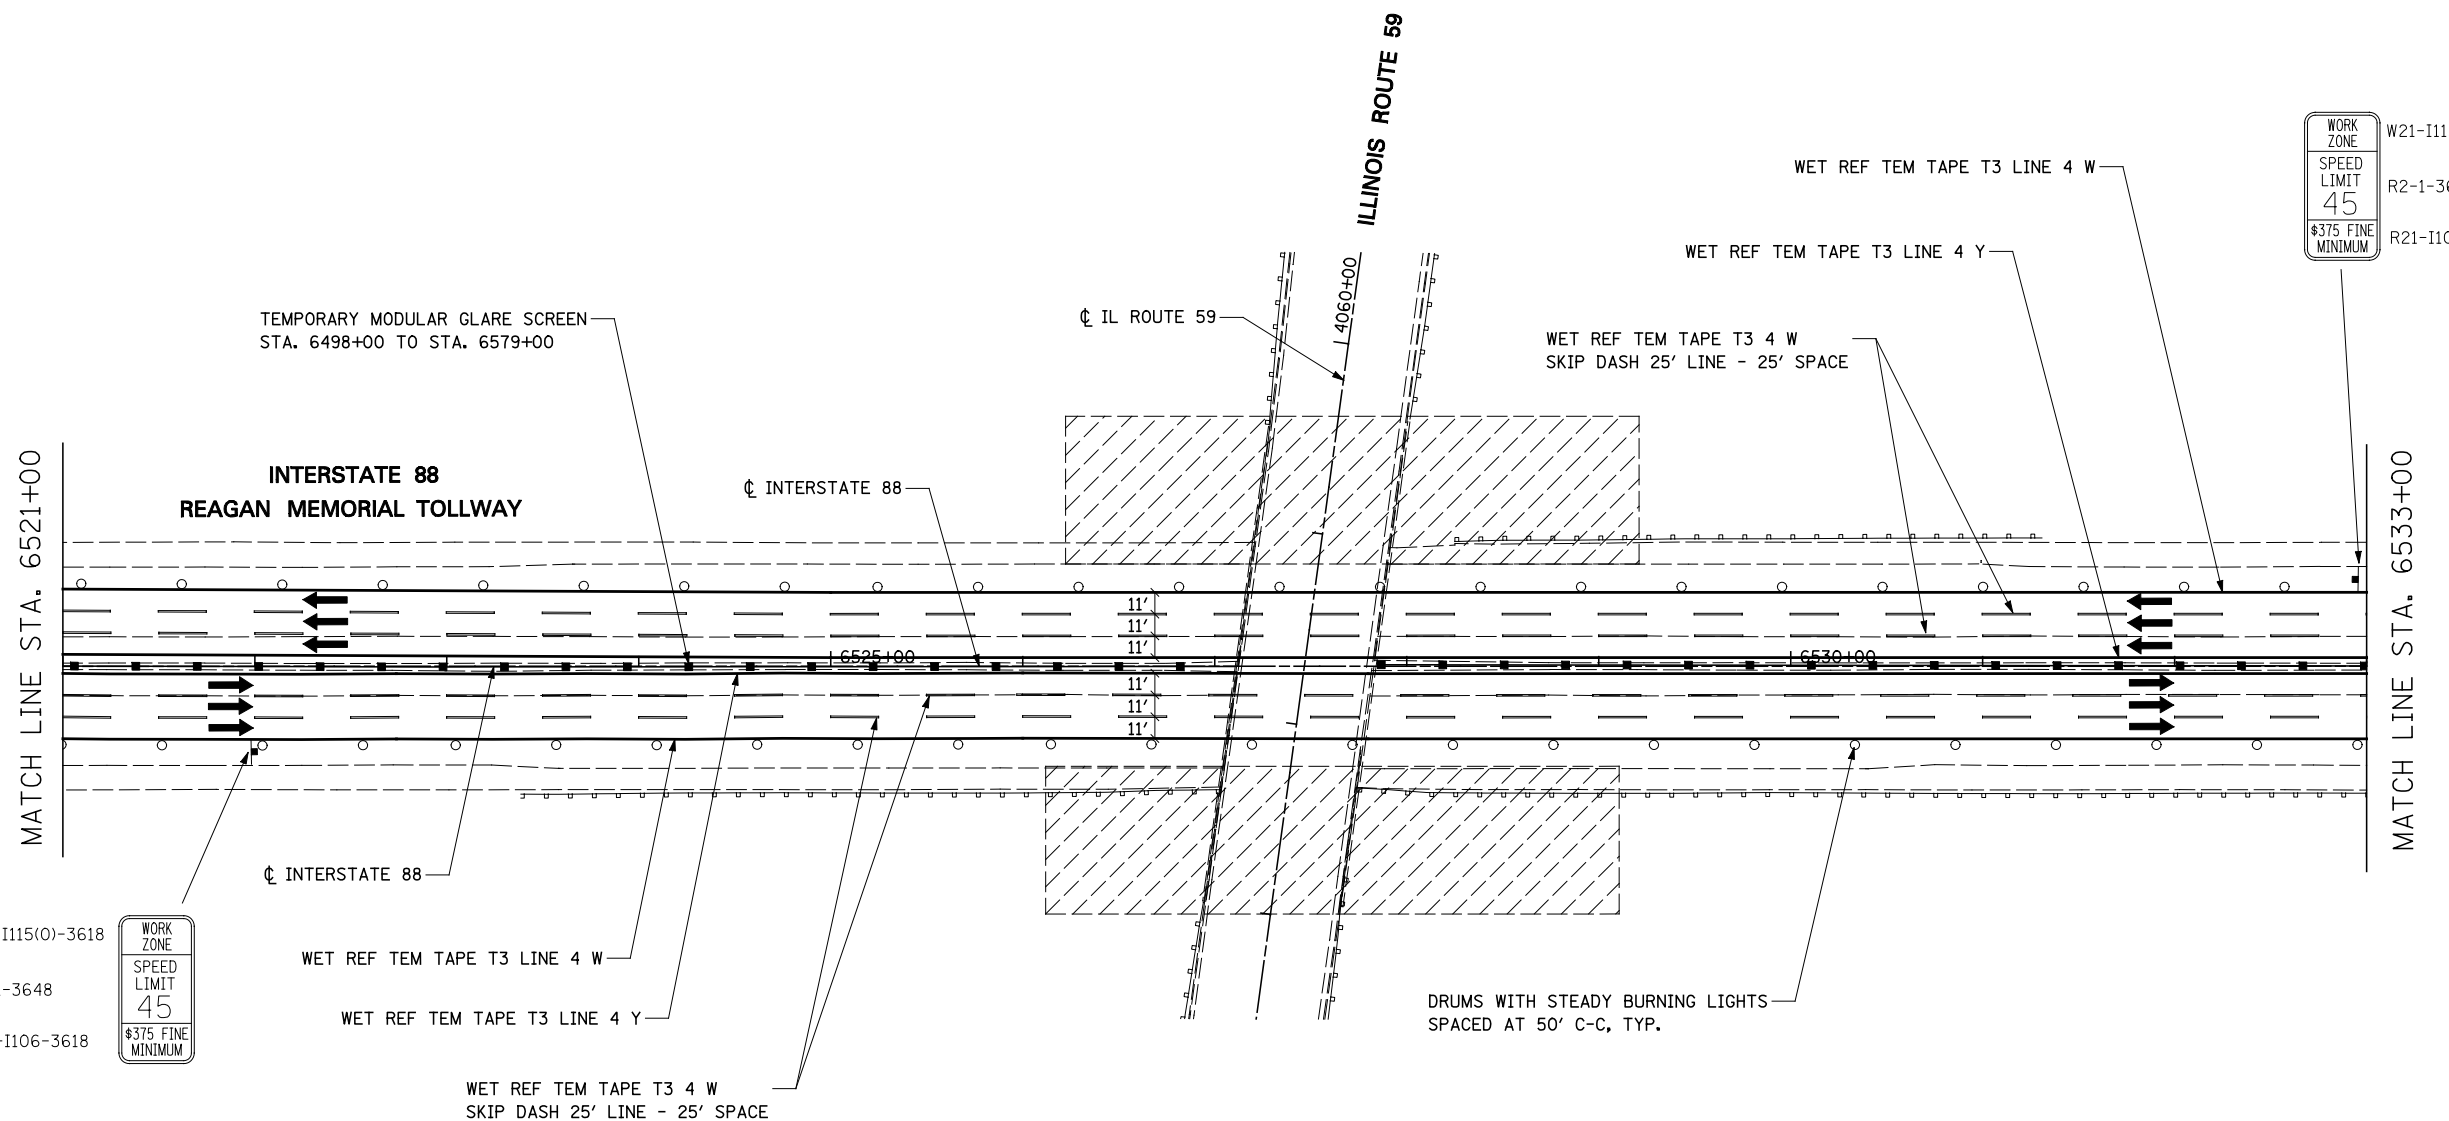 ILLINOIS ROUTE 59
4060+00
WORK
ZONE
SPEED
LIMIT
45
$375 FINE
MINIMUM
W21-I11
R2-1-36
R21-I10
WET REF TEM TAPE T3 LINE 4 W
WET REF TEM TAPE T3 LINE 4 Y
WET REF TEM TAPE T3 4 W
SKIP DASH 25' LINE - 25' SPACE
TEMPORARY MODULAR GLARE SCREEN
STA. 6498+00 TO STA. 6579+00
℄ IL ROUTE 59
INTERSTATE 88
REAGAN MEMORIAL TOLLWAY
℄ INTERSTATE 88
MATCH LINE STA. 6521+00
MATCH LINE STA. 6533+00
11'
11'
11'
6525+00
6530+00
11'
11'
11'
℄ INTERSTATE 88
I115(O)-3618
-3648
-I106-3618
WORK
ZONE
SPEED
LIMIT
45
$375 FINE
MINIMUM
WET REF TEM TAPE T3 LINE 4 W
WET REF TEM TAPE T3 LINE 4 Y
WET REF TEM TAPE T3 4 W
SKIP DASH 25' LINE - 25' SPACE
DRUMS WITH STEADY BURNING LIGHTS
SPACED AT 50' C-C, TYP.